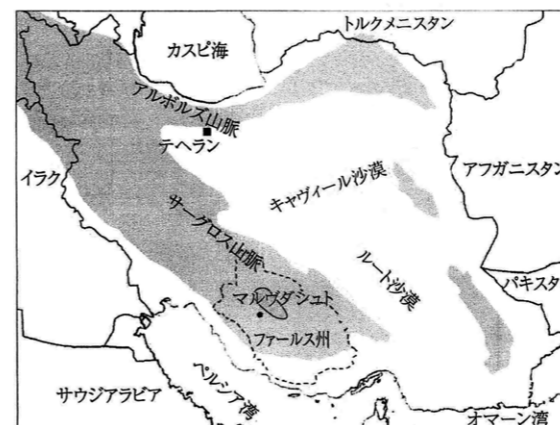 トルクメニスタン
カスピ海
アルボルズ山脈
テヘラン
イラク
キャヴィール沙漠
アフガニスタン
サーグロス山脈
ルート沙漠
パキスタ
マルヴダシュト
ファールス州
サウジアラビア
ペルシア湾
オマーン湾